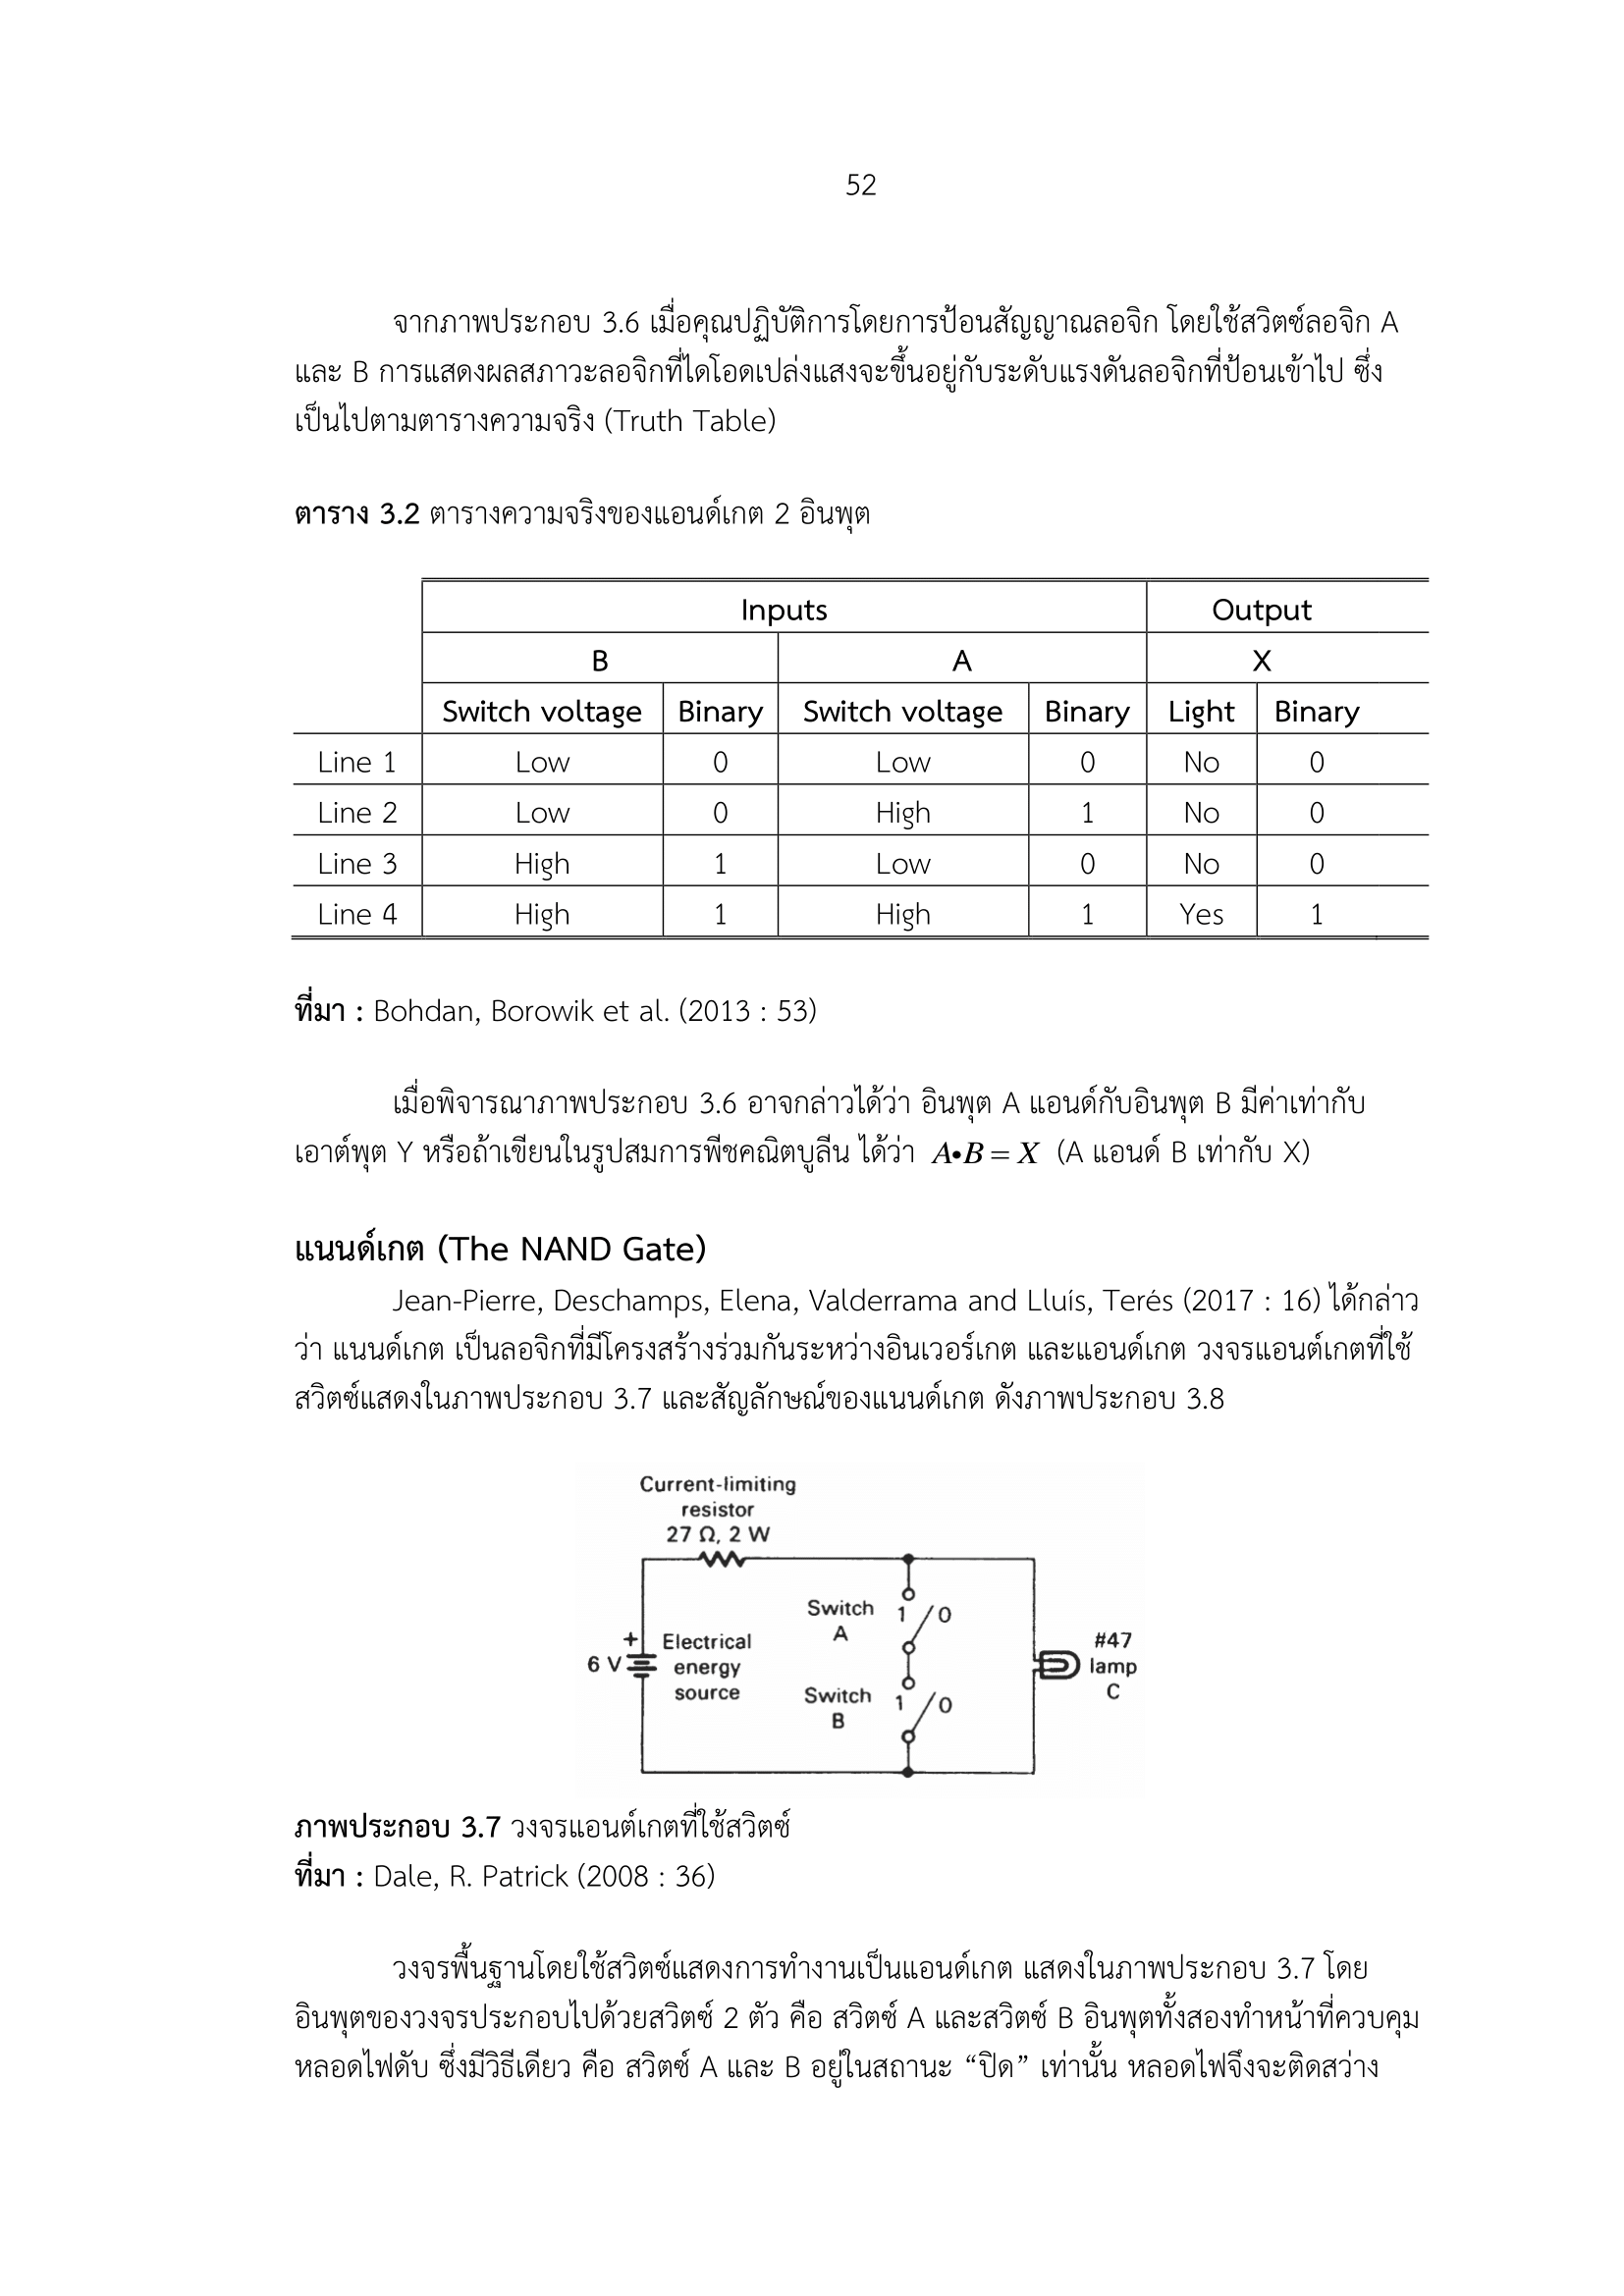 52
จากภาพประกอบ 3.6 เมื่อคุณปฏิบัติการโดยการป้อนสัญญาณลอจิก โดยใช้สวิตซ์ลอจิก A
และ B การแสดงผลสภาวะลอจิกที่ไดโอดเปล่งแสงจะขึ้นอยู่กับระดับแรงดันลอจิกที่ป้อนเข้าไป ซึ่ง
เป็นไปตามตารางความจริง (Truth Table)
ตาราง 3.2 ตารางความจริงของแอนด์เกต 2 อินพุต
Inputs Output
B A X
Switch voltage Binary Switch voltage Binary Light Binary
Line 1 Low 0 Low 0 No 0
Line 2 Low 0 High 1 No 0
Line 3 High 1 Low 0 No 0
Line 4 High 1 High 1 Yes 1
ที่มา : Bohdan, Borowik et al. (2013 : 53)
เมื่อพิจารณาภาพประกอบ 3.6 อาจกล่าวได้ว่า อินพุต A แอนด์กับอินพุต B มีค่าเท่ากับ
เอาต์พุต Y หรือถ้าเขียนในรูปสมการพีชคณิตบูลีน ได้ว่า A•B = X (A แอนด์ B เท่ากับ X)
แนนด์เกต (The NAND Gate)
Jean-Pierre, Deschamps, Elena, Valderrama and Lluís, Terés (2017 : 16) ได้กล่าว
ว่า แนนด์เกต เป็นลอจิกที่มีโครงสร้างร่วมกันระหว่างอินเวอร์เกต และแอนด์เกต วงจรแอนต์เกตที่ใช้
สวิตซ์แสดงในภาพประกอบ 3.7 และสัญลักษณ์ของแนนด์เกต ดังภาพประกอบ 3.8
Current-limiting
resistor
27 Ω, 2 W
Switch
A
1 0
+
6 V
Electrical
energy
source
Switch
B
1 0
#47
lamp
C
ภาพประกอบ 3.7 วงจรแอนต์เกตที่ใช้สวิตซ์
ที่มา : Dale, R. Patrick (2008 : 36)
วงจรพื้นฐานโดยใช้สวิตซ์แสดงการทำงานเป็นแอนด์เกต แสดงในภาพประกอบ 3.7 โดย
อินพุตของวงจรประกอบไปด้วยสวิตซ์ 2 ตัว คือ สวิตซ์ A และสวิตซ์ B อินพุตทั้งสองทำหน้าที่ควบคุม
หลอดไฟดับ ซึ่งมีวิธีเดียว คือ สวิตซ์ A และ B อยู่ในสถานะ “ปิด” เท่านั้น หลอดไฟจึงจะติดสว่าง